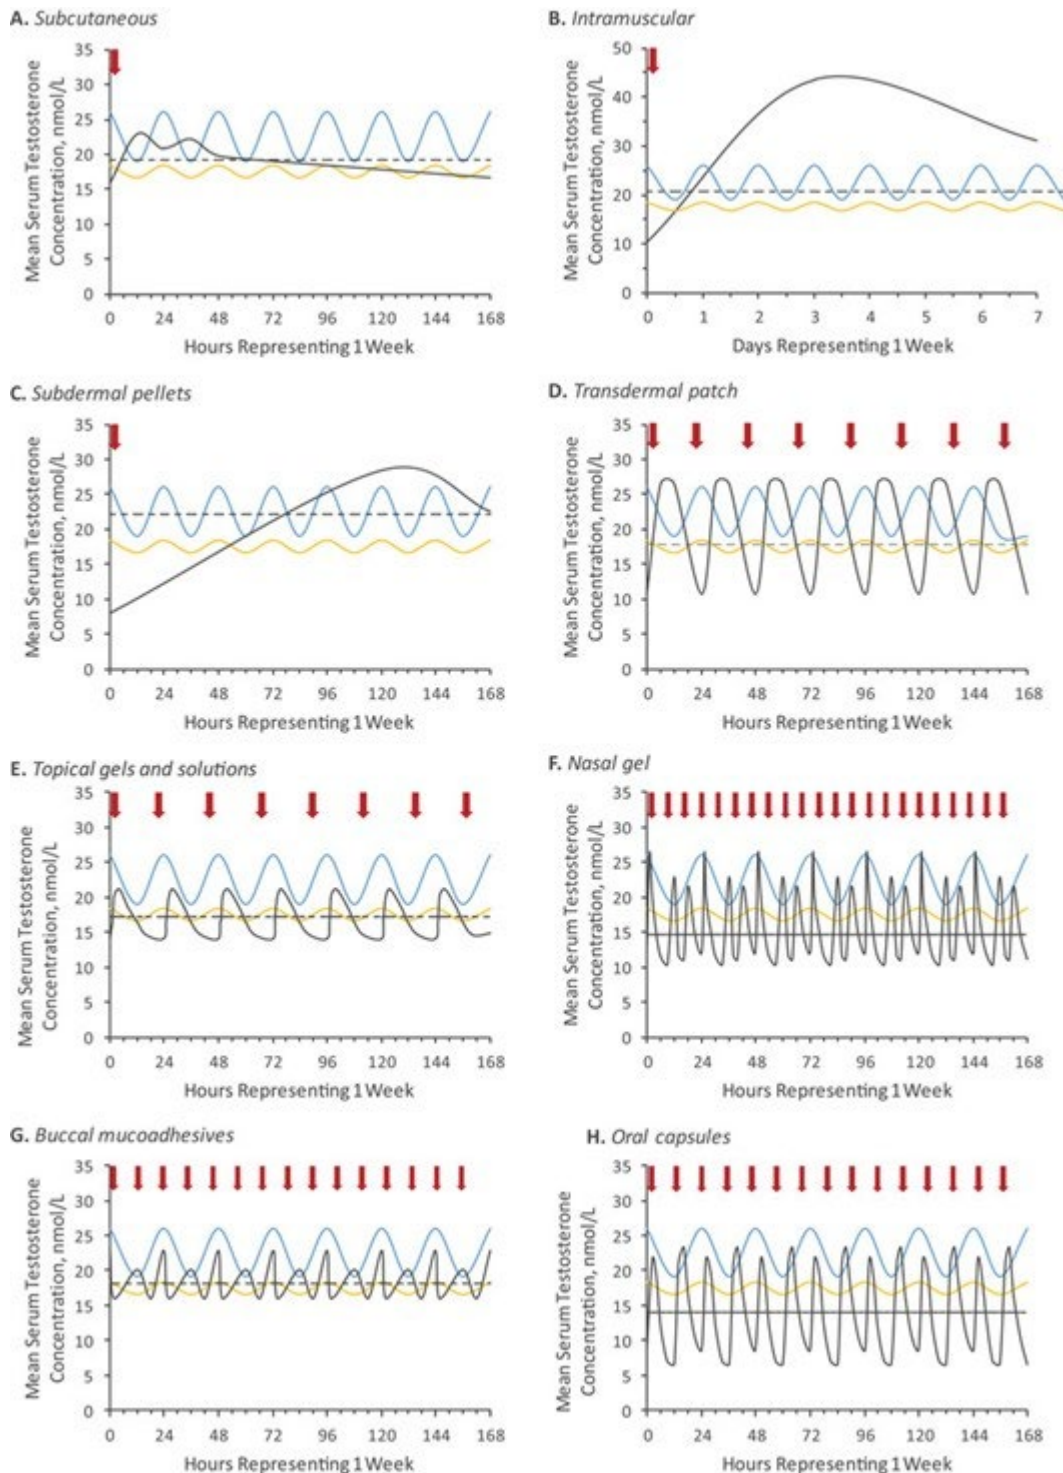 A. Subcutaneous
Mean Serum Testosterone
Concentration, nmol/L
35
30
25
20
15
10
5
0
0 24 48 72 96 120 144 168
Hours Representing 1 Week
B. Intramuscular
Mean Serum Testosterone
Concentration, nmol/L
50
40
30
20
10
0
0 1 2 3 4 5 6 7
Days Representing 1 Week
C. Subdermal pellets
Mean Serum Testosterone
Concentration, nmol/L
35
30
25
20
15
10
5
0
0 24 48 72 96 120 144 168
Hours Representing 1 Week
D. Transdermal patch
Mean Serum Testosterone
Concentration, nmol/L
35
30
25
20
15
10
5
0
0 24 48 72 96 120 144 168
Hours Representing 1 Week
E. Topical gels and solutions
Mean Serum Testosterone
Concentration, nmol/L
35
30
25
20
15
10
5
0
0 24 48 72 96 120 144 168
Hours Representing 1 Week
F. Nasal gel
Mean Serum Testosterone
Concentration, nmol/L
35
30
25
20
15
10
5
0
0 24 48 72 96 120 144 168
Hours Representing 1 Week
G. Buccal mucoadhesives
Mean Serum Testosterone
Concentration, nmol/L
35
30
25
20
15
10
5
0
0 24 48 72 96 120 144 168
Hours Representing 1 Week
H. Oral capsules
Mean Serum Testosterone
Concentration, nmol/L
35
30
25
20
15
10
5
0
0 24 48 72 96 120 144 168
Hours Representing 1 Week